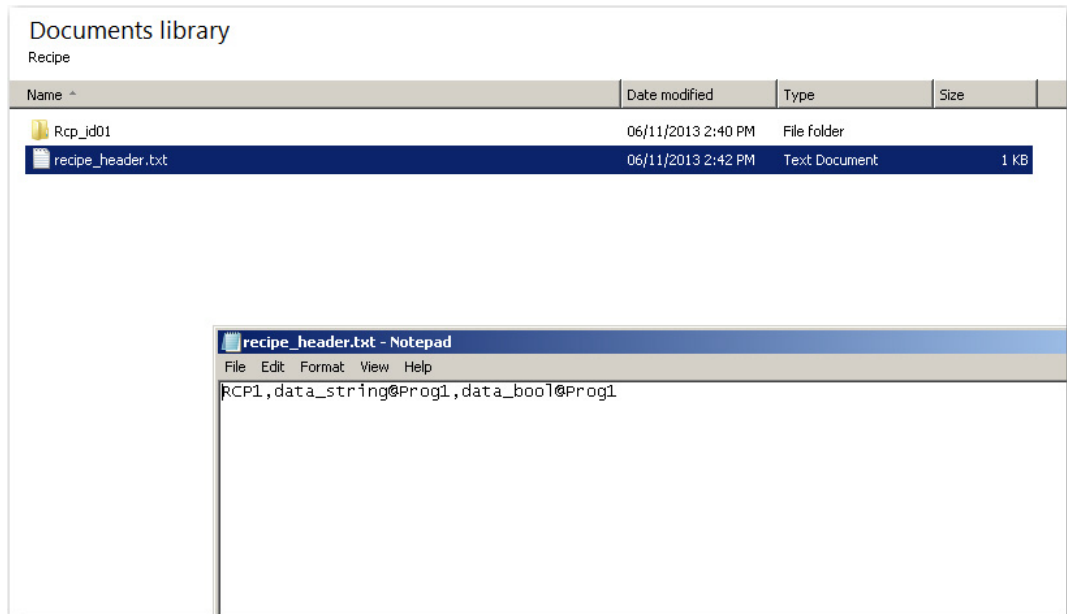 Documents library
Recipe
Name Date modified Type Size
Rcp_id01 06/11/2013 2:40 PM File folder
recipe_header.txt 06/11/2013 2:42 PM Text Document 1 KB
recipe_header.txt - Notepad
File Edit Format View Help
RCP1,data_string@Prog1,data_bool@Prog1